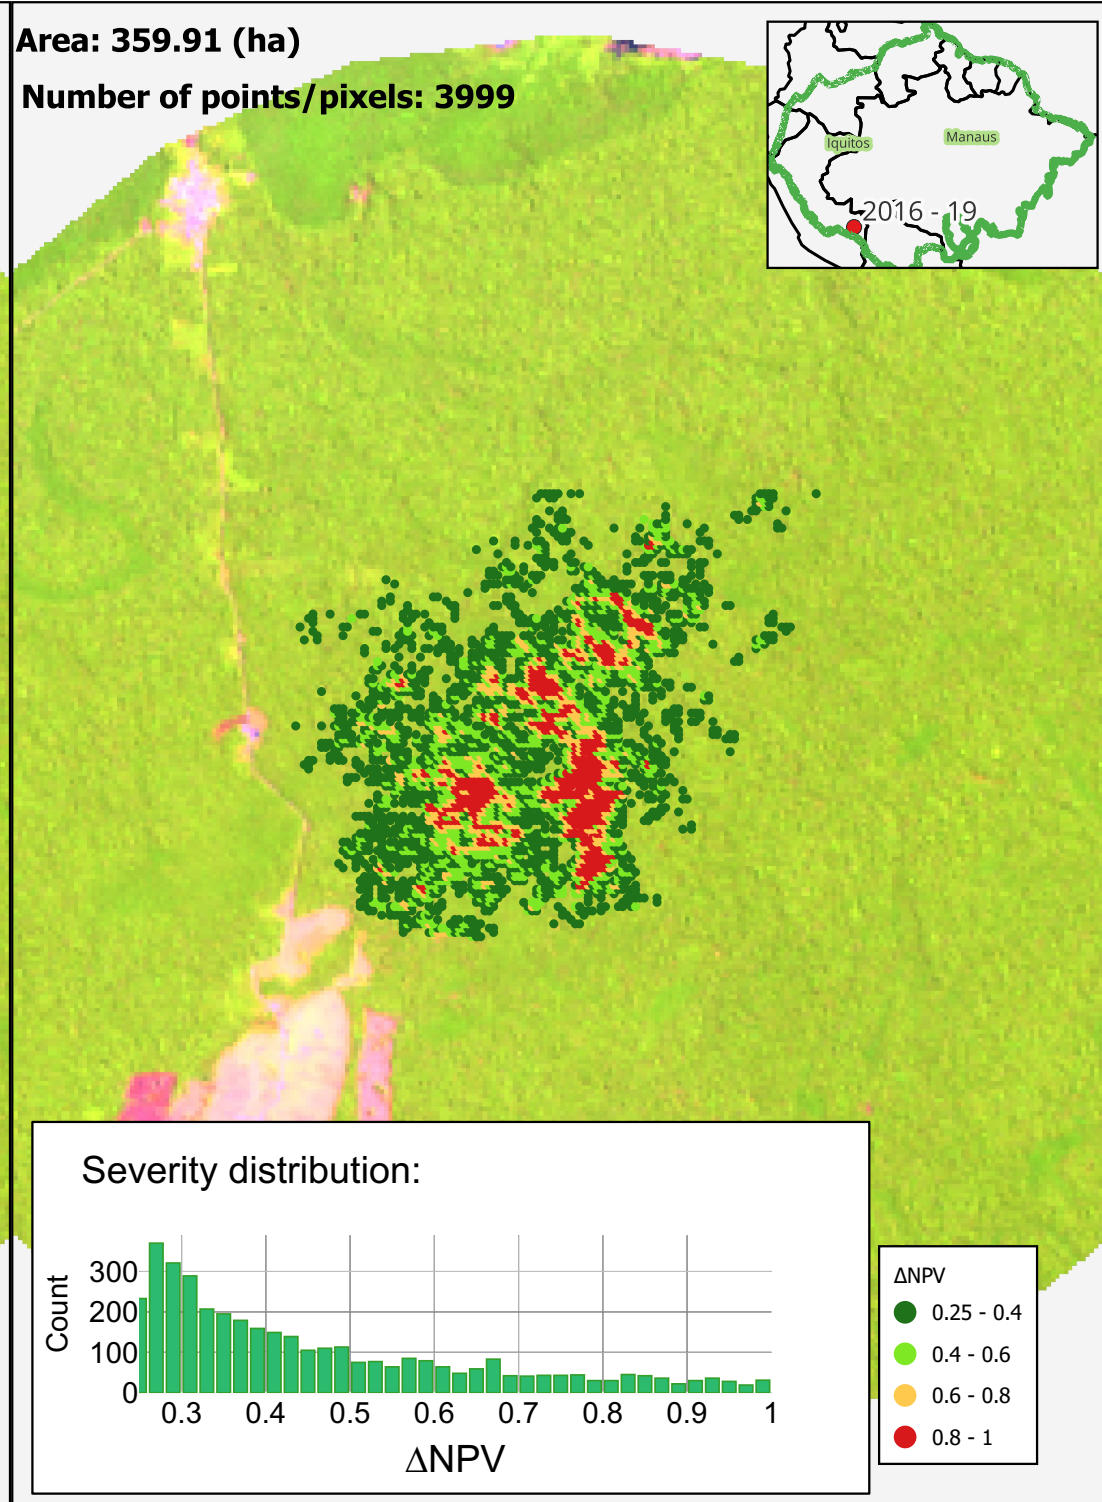 Area: 359.91 (ha)
Number of points/pixels: 3999
Iquitos
Manaus
2016 - 19
Severity distribution:
Count
300
200
100
0
0.3 0.4 0.5 0.6 0.7 0.8 0.9 1
ΔNPV
ΔNPV
0.25 - 0.4
0.4 - 0.6
0.6 - 0.8
0.8 - 1